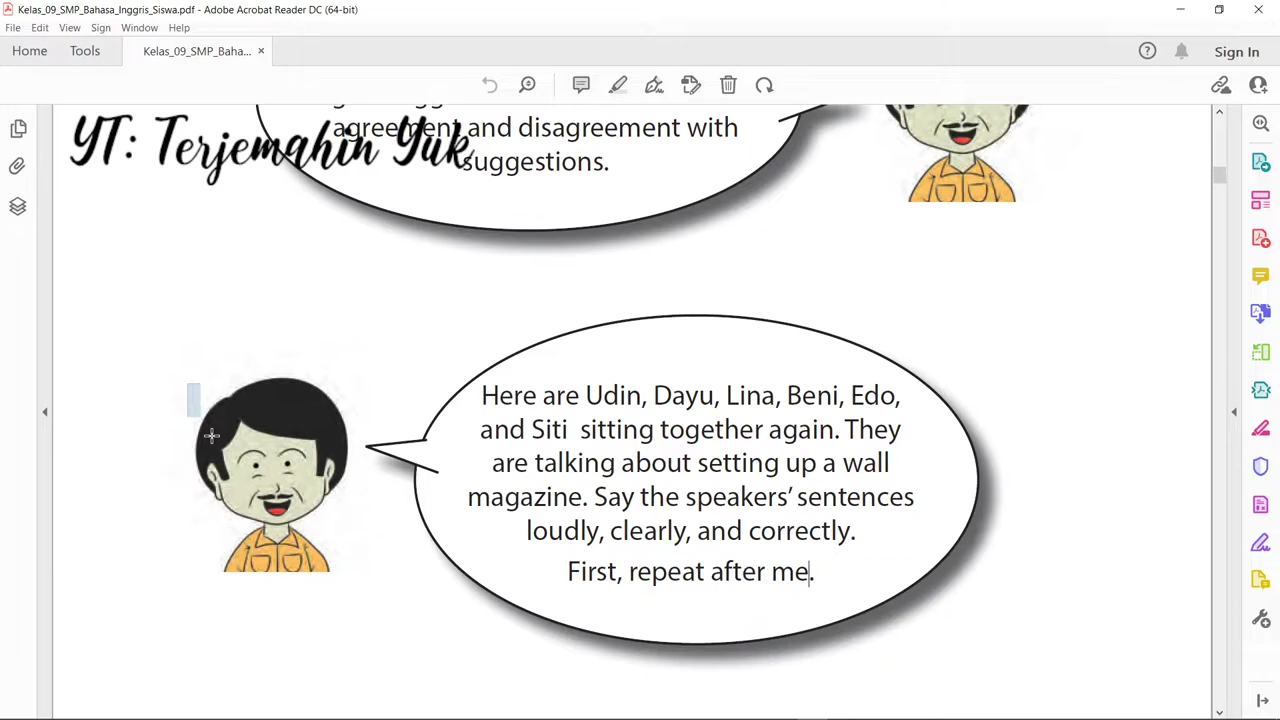 Kelas_09_SMP_Bahasa_Inggris_Siswa.pdf - Adobe Acrobat Reader DC (64-bit)
File Edit View Sign Window Help
Home Tools Kelas_09_SMP_Baha... Sign In
YT: Terjemahin Yuk
agreement and disagreement with
suggestions.
Here are Udin, Dayu, Lina, Beni, Edo,
and Siti sitting together again. They
are talking about setting up a wall
magazine. Say the speakers’ sentences
loudly, clearly, and correctly.
First, repeat after me.